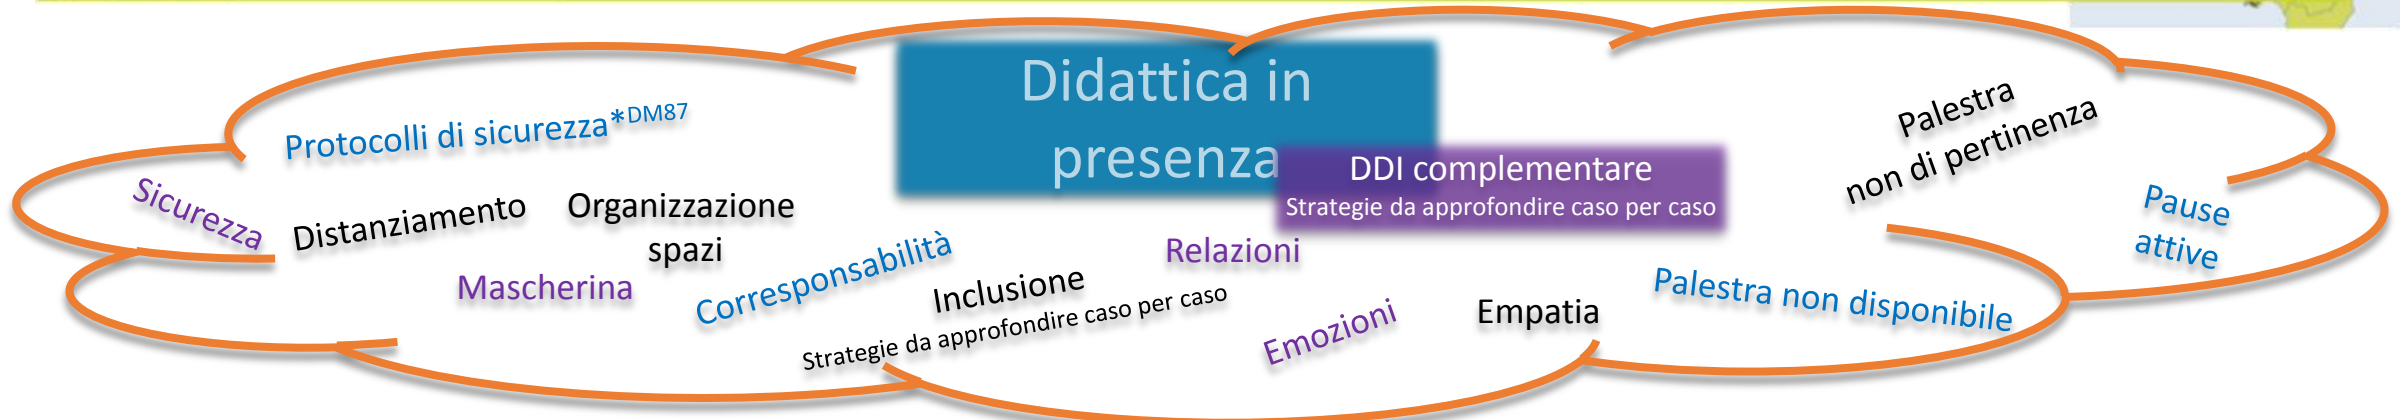 Didattica in
presenza
DDI complementare
Strategie da approfondire caso per caso
Protocolli di sicurezza*DM87
Sicurezza
Distanziamento
Organizzazione
spazi
Mascherina
Corresponsabilità
Inclusione
Strategie da approfondire caso per caso
Relazioni
Emozioni
Empatia
Palestra
non di pertinenza
Palestra non disponibile
Pause
attive